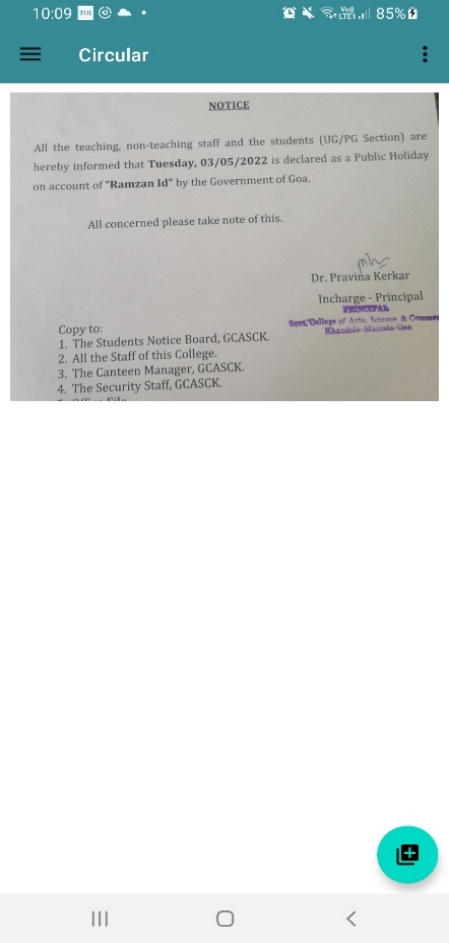 10:09 TOI Vo) LTE1 85%
Circular
NOTICE
All the teaching, non-teaching staff and the students (UG/PG Section) are
hereby informed that Tuesday, 03/05/2022 is declared as a Public Holiday
on account of "Ramzan Id" by the Government of Goa.
All concerned please take note of this.
Dr. Pravina Kerkar
Incharge - Principal
PRINCIPAL
Govt. College of Arts, Science & Commer
Khandola-Marcela-Goa
Copy to:
1. The Students Notice Board, GCASCK.
2. All the Staff of this College.
3. The Canteen Manager, GCASCK.
4. The Security Staff, GCASCK.